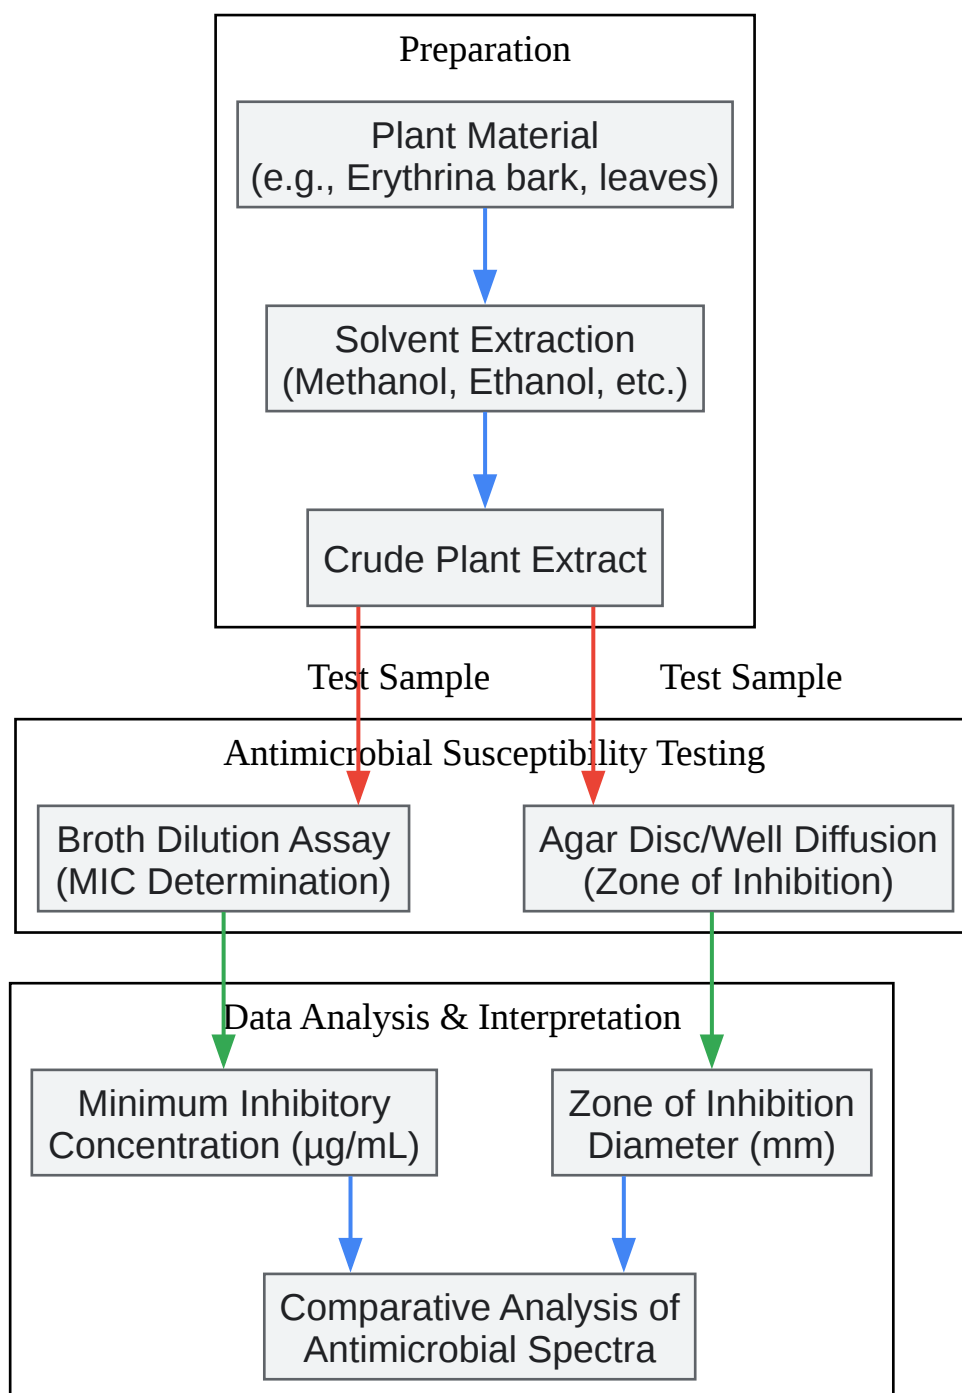 Preparation
Plant Material
(e.g., Erythrina bark, leaves)
Solvent Extraction
(Methanol, Ethanol, etc.)
Crude Plant Extract
Test Sample
Test Sample
Antimicrobial Susceptibility Testing
Broth Dilution Assay
(MIC Determination)
Agar Disc/Well Diffusion
(Zone of Inhibition)
Data Analysis & Interpretation
Minimum Inhibitory
Concentration (µg/mL)
Zone of Inhibition
Diameter (mm)
Comparative Analysis of
Antimicrobial Spectra